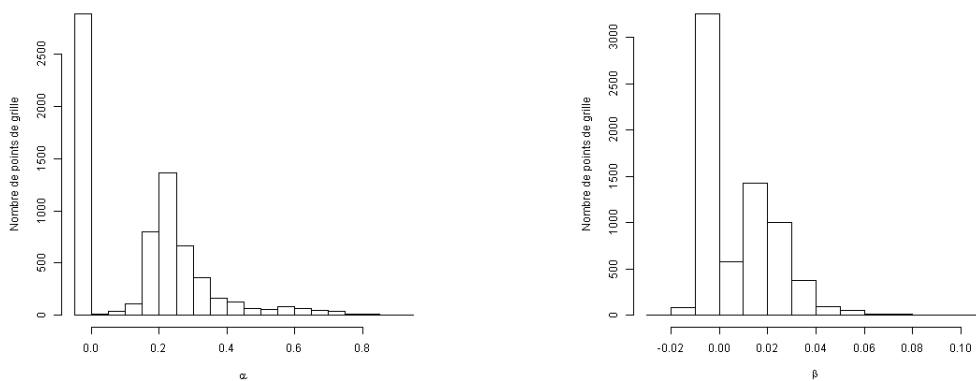 Nombre de points de grille
0 500 1000 1500 2000 2500
0.0 0.2 0.4 0.6 0.8
α
Nombre de points de grille
0 500 1000 1500 2000 2500 3000
-0.02 0.00 0.02 0.04 0.06 0.08 0.10
β